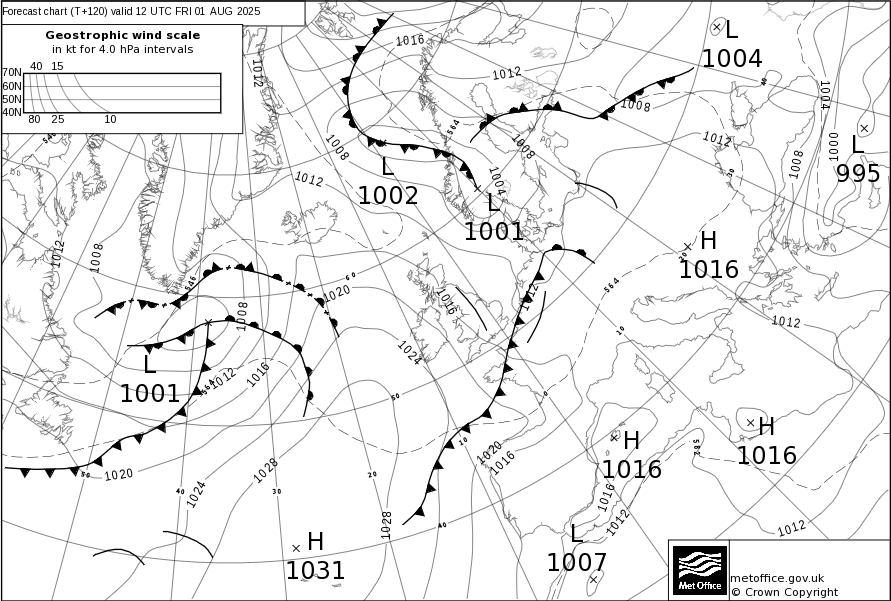 Forecast chart (T+120) valid 12 UTC FRI 01 AUG 2025
Geostrophic wind scale
in kt for 4.0 hPa intervals
40 15
70N
60N
50N
40N
80 25 10
1016
1012
1012
L
1004
1008
1004
564
1008
1008
1012
1000
L
995
1008
L
1002
1012
1004
L
1001
H
1016
1012
1008
1020
1016
1012
564
1012
1008
1024
L
1001
564
1012
1016
H
1016
H
1016
1020
1028
1024
1020
1016
1016
1012
1028
1012
H
1031
L
1007
Met Office
metoffice.gov.uk
© Crown Copyright